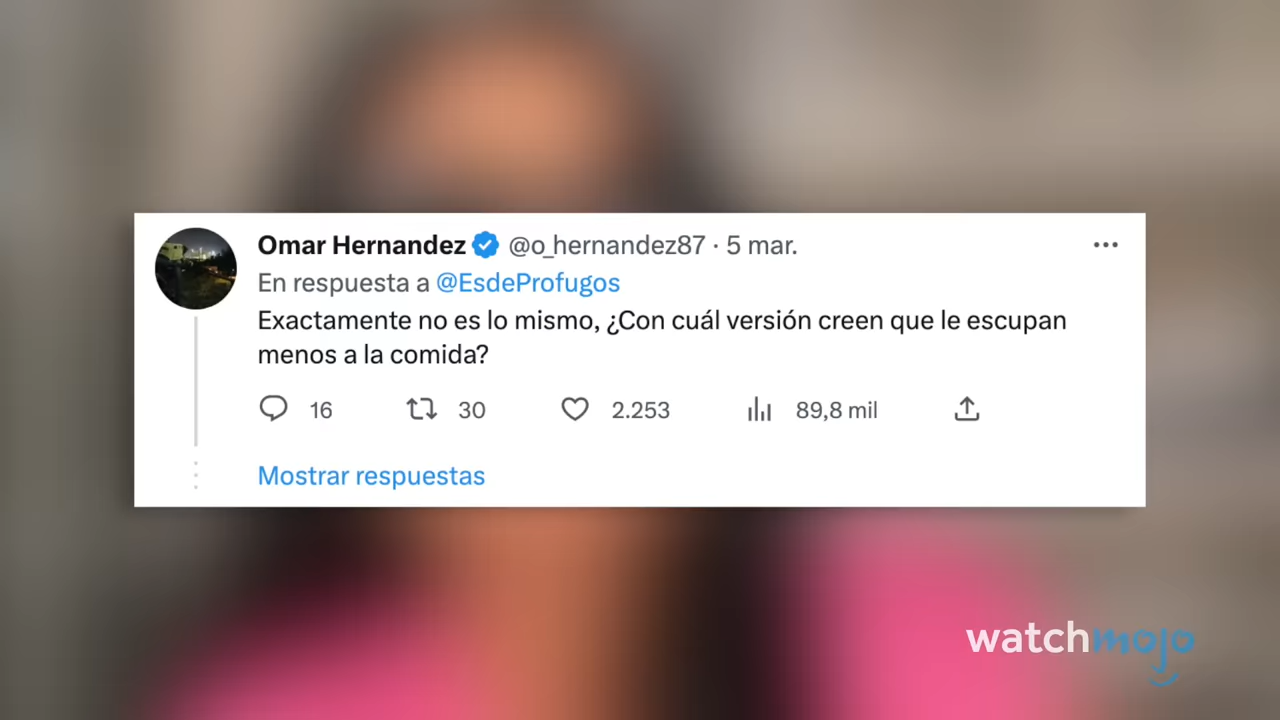 Omar Hernandez @o_hernandez87 · 5 mar.
En respuesta a @EsdeProfugos
Exactamente no es lo mismo, ¿Con cuál versión creen que le escupan
menos a la comida?
16 30 2.253 89,8 mil
Mostrar respuestas
watchmojo